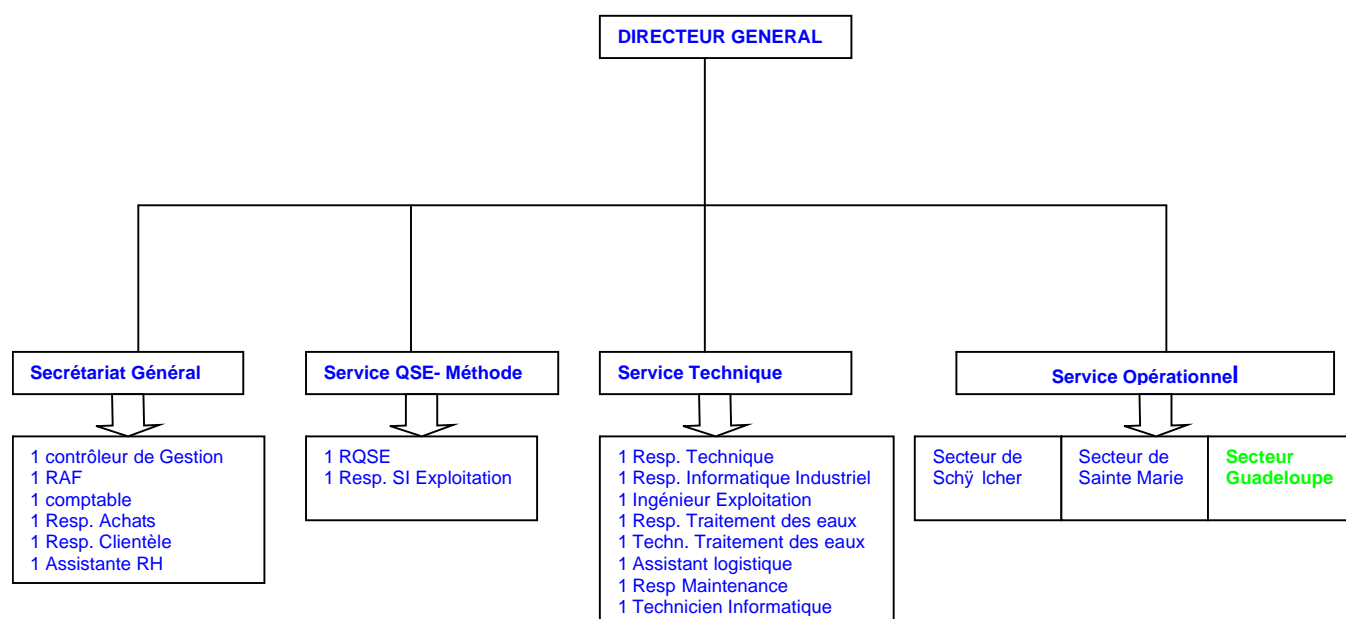 DIRECTEUR GENERAL
Secrétariat Général
1 contrôleur de Gestion
1 RAF
1 comptable
1 Resp. Achats
1 Resp. Clientèle
1 Assistante RH
Service QSE- Méthode
1 RQSE
1 Resp. SI Exploitation
Service Technique
1 Resp. Technique
1 Resp. Informatique Industriel
1 Ingénieur Exploitation
1 Resp. Traitement des eaux
1 Techn. Traitement des eaux
1 Assistant logistique
1 Resp Maintenance
1 Technicien Informatique
Service Opérationnel
Secteur de
Schÿ lcher
Secteur de
Sainte Marie
Secteur
Guadeloupe